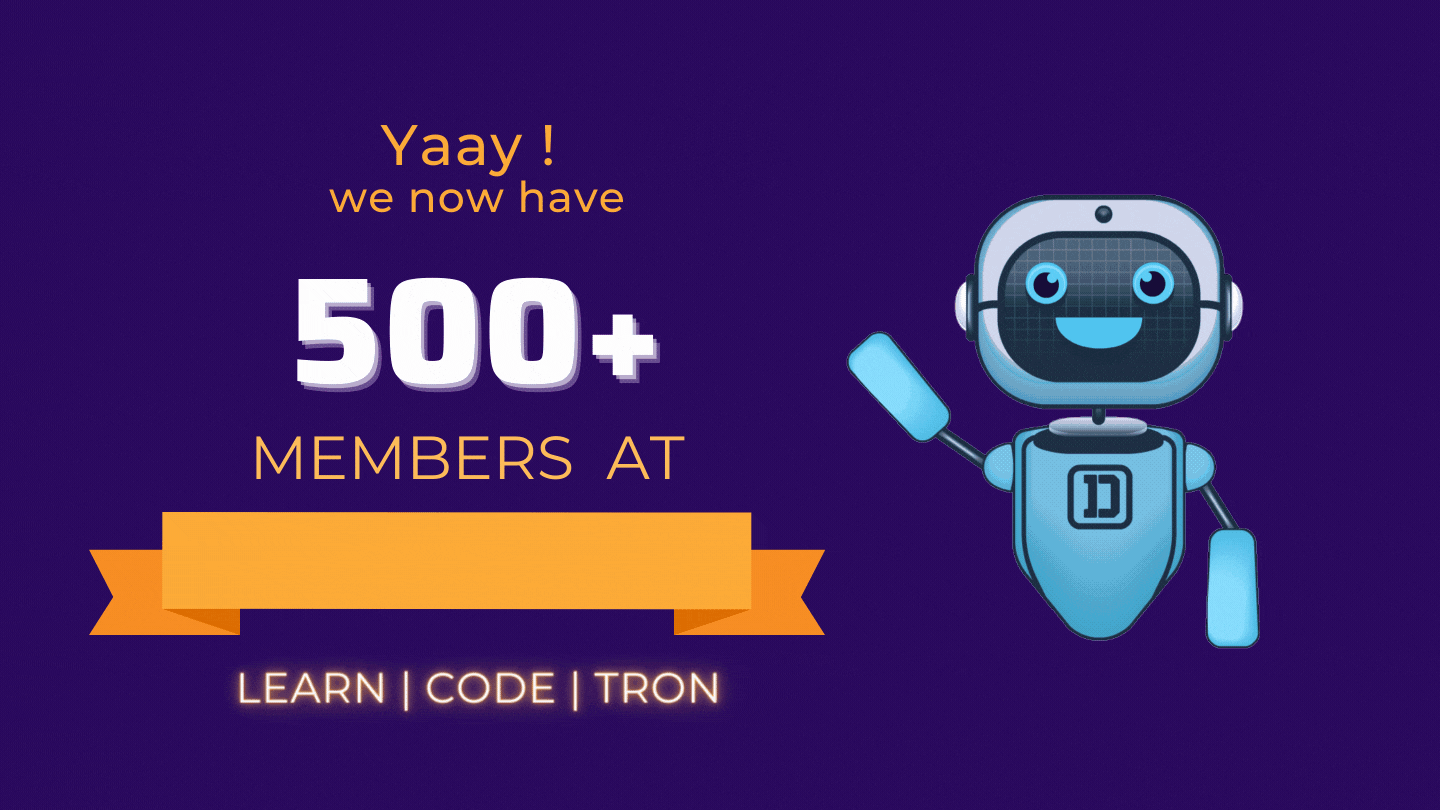 Yaay !
we now have
500+
MEMBERS AT
LEARN | CODE | TRON
D